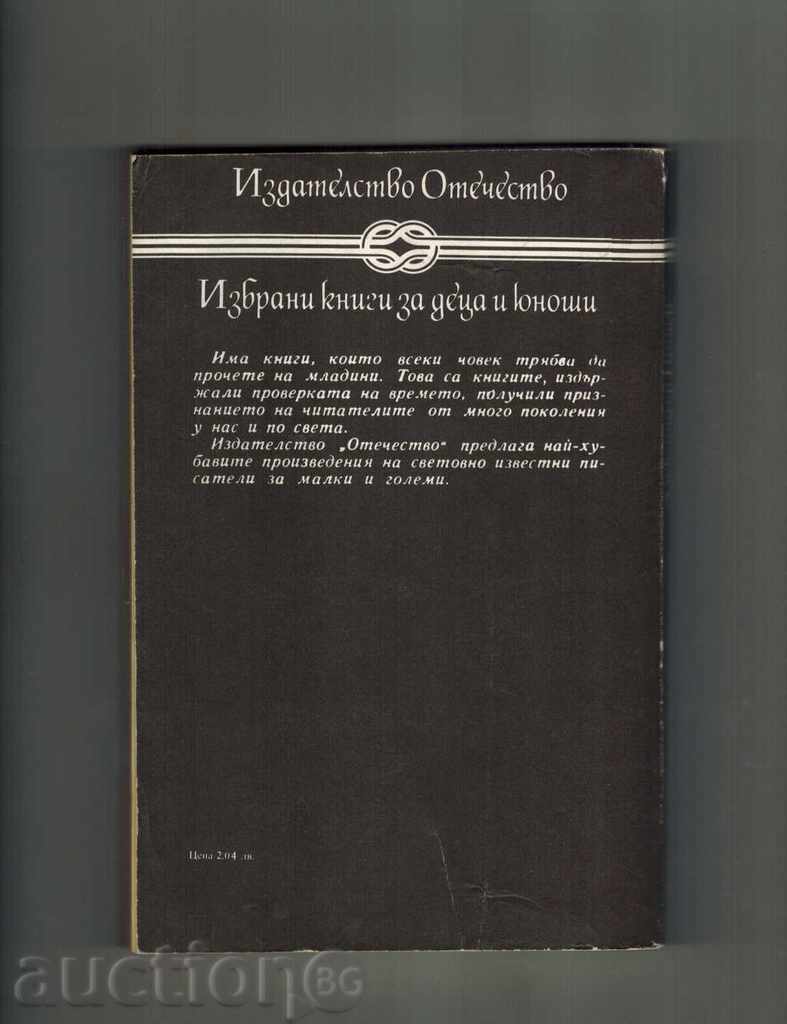 Издателство Отечество
Избрани книги за деца и юноши
Има книги, които всеки човек трябва да
прочете на младини. Това са книгите, издър-
жали проверката на времето, получили приз-
нанието на читателите от много поколения
у нас и по света.
Издателство „Отечество“ предлага най-ху-
бавите произведения на световно известни пи-
сатели за малки и големи.
Цена 2.04 лв.
auctionBG